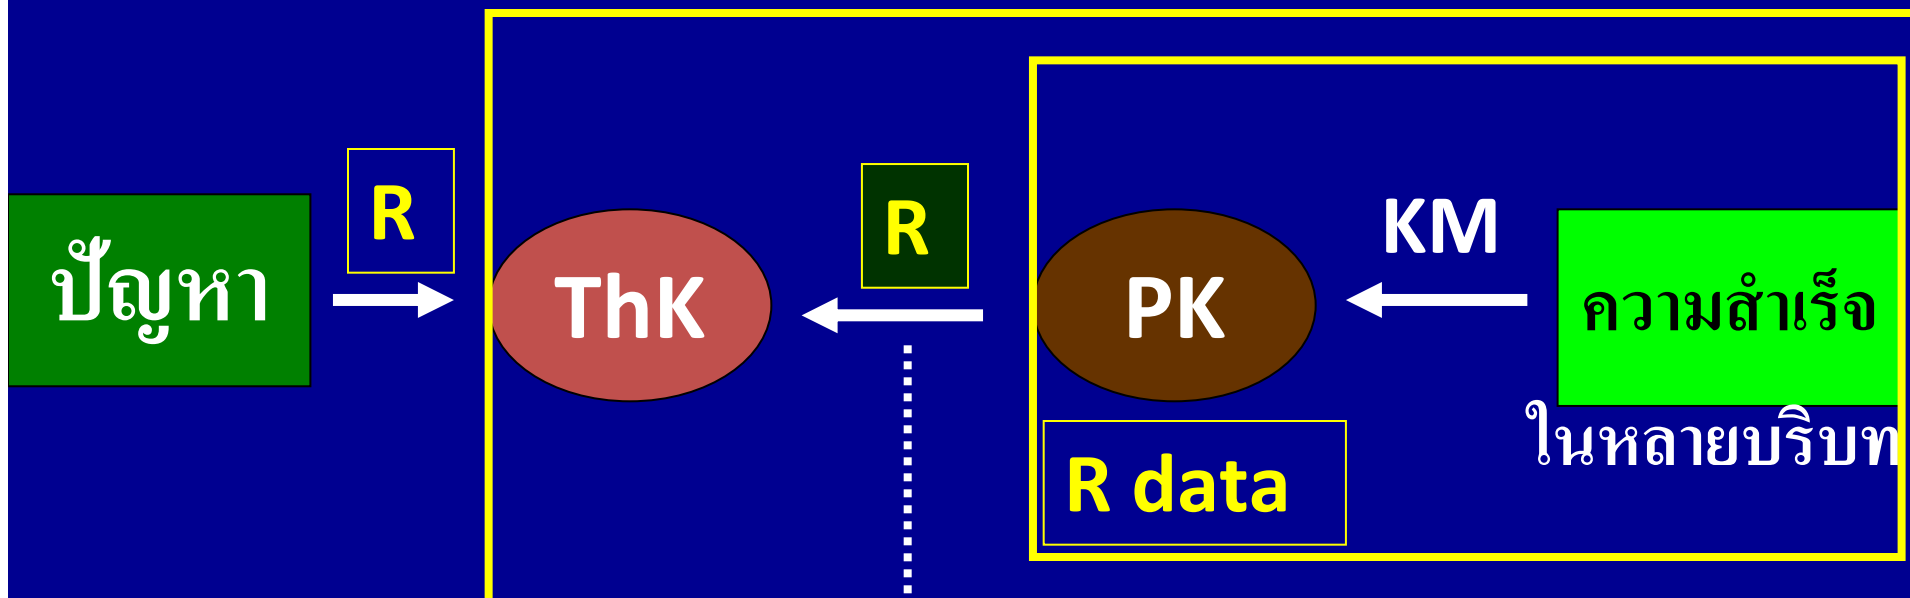 ปัญหา
R
ThK
R
PK
KM
ความสำเร็จ
ในหลายบริบท
R data